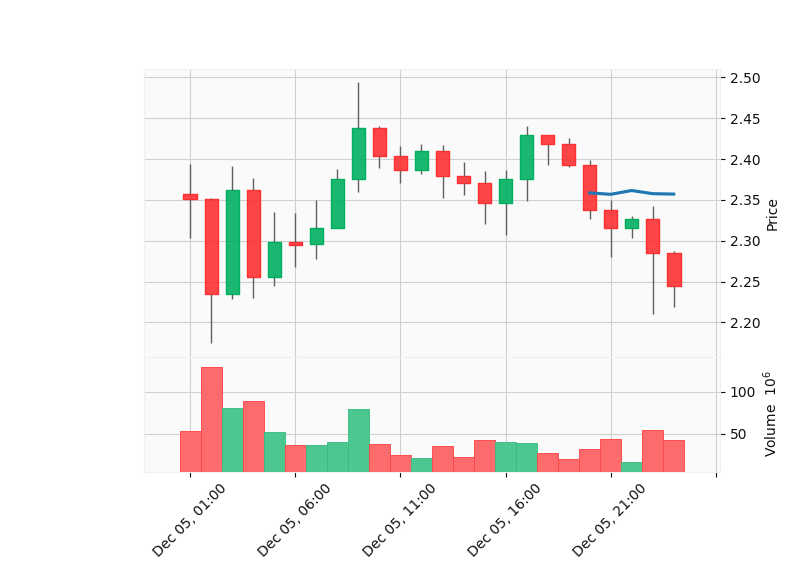 2.50
2.45
2.40
2.35
2.30
2.25
2.20
Price
100
50
Volume 10^6
Dec 05, 01:00
Dec 05, 06:00
Dec 05, 11:00
Dec 05, 16:00
Dec 05, 21:00